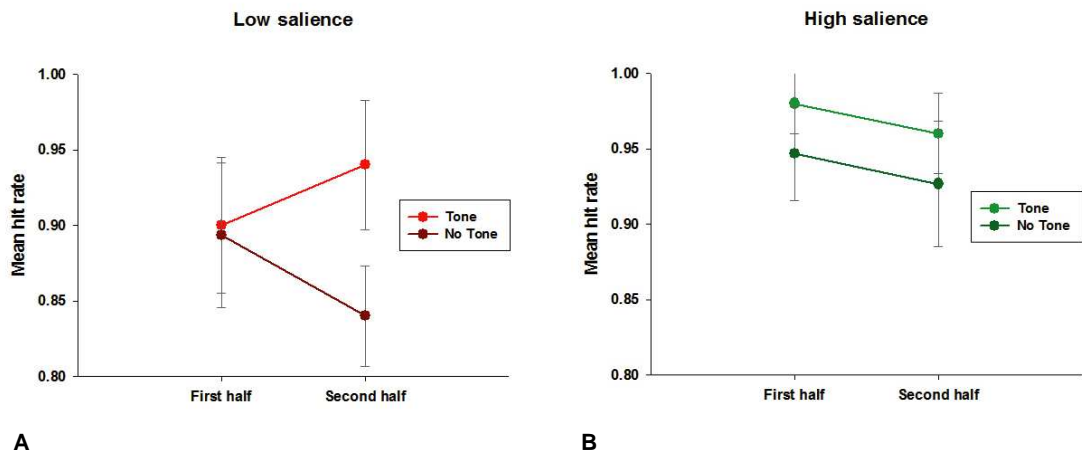 Low salience
Mean hit rate
1.00
0.95
0.90
0.85
0.80
First half Second half
Tone
No Tone
A
High salience
Mean hit rate
1.00
0.95
0.90
0.85
0.80
First half Second half
Tone
No Tone
B